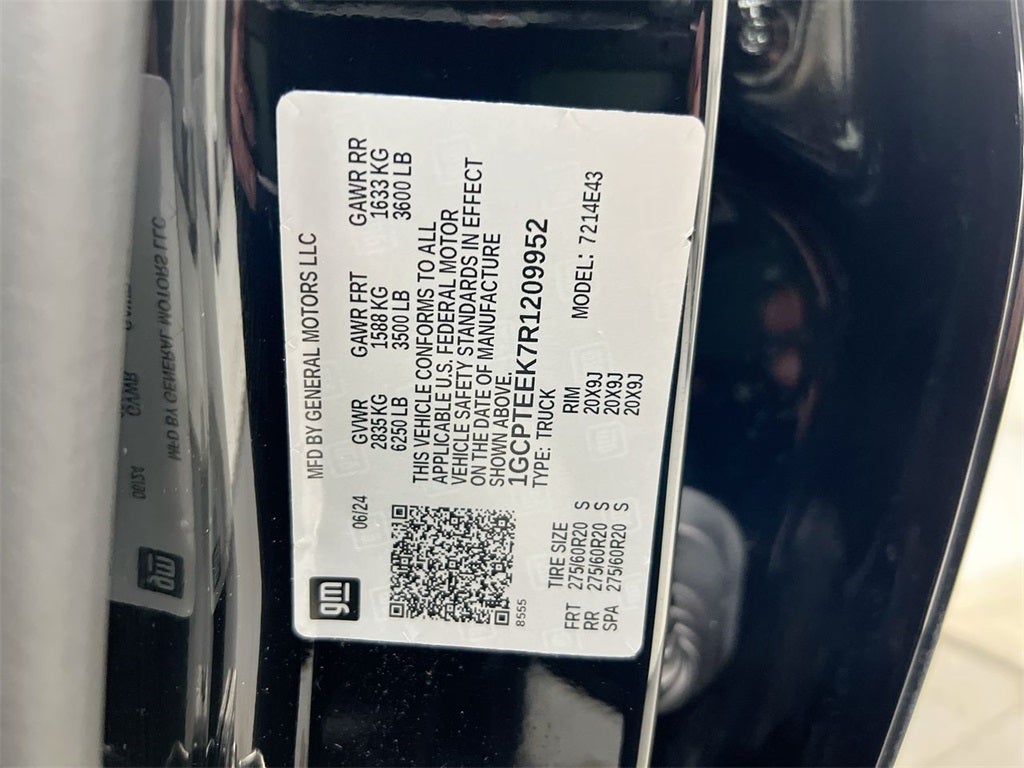 gm
MFD BY GENERAL MOTORS LLC
06/24
GVWR GAWR FRT GAWR RR
2835KG 1588 KG 1633 KG
6250 LB 3500 LB 3600 LB
THIS VEHICLE CONFORMS TO ALL
APPLICABLE U.S. FEDERAL MOTOR
VEHICLE SAFETY STANDARDS IN EFFECT
ON THE DATE OF MANUFACTURE
SHOWN ABOVE.
1GCPTEEK7R1209952
TYPE: TRUCK
8555
TIRE SIZE RIM MODEL: 7214E43
FRT 275/60R20 S 20X9J
RR 275/60R20 S 20X9J
SPA 275/60R20 S 20X9J